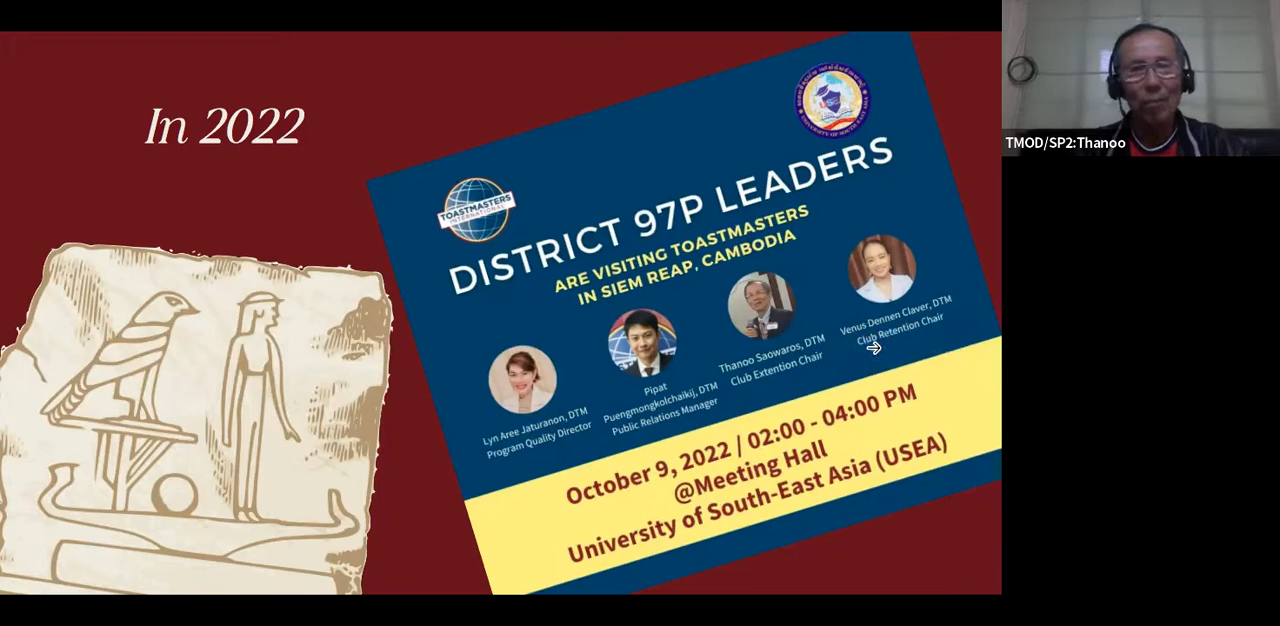 In 2022
TOASTMASTERS
INTERNATIONAL
DISTRICT 97P LEADERS
ARE VISITING TOASTMASTERS
IN SIEM REAP, CAMBODIA
Lyn Aree Jaturanon, DTM
Program Quality Director
Pipat
Puengmongkolchaikij, DTM
Public Relations Manager
Thanoo Saowaros, DTM
Club Extention Chair
Venus Dennen Claver, DTM
Club Retention Chair
October 9, 2022 / 02:00 - 04:00 PM
@Meeting Hall
University of South-East Asia (USEA)
TMOD/SP2:Thanoo